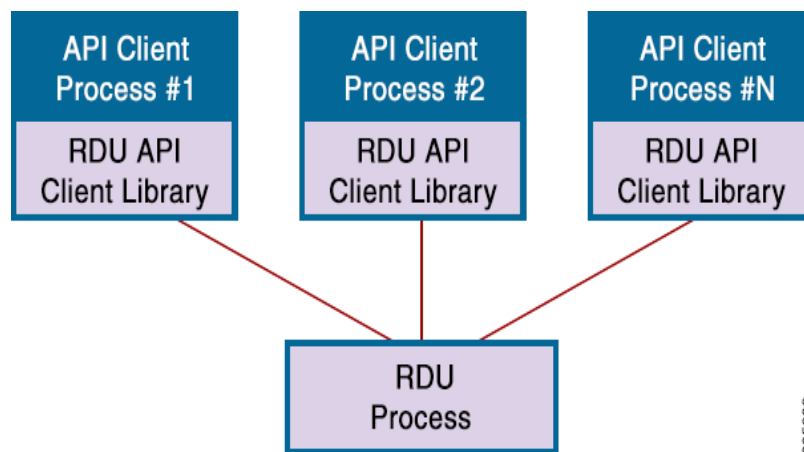 API Client
Process #1
RDU API
Client Library
API Client
Process #2
RDU API
Client Library
API Client
Process #N
RDU API
Client Library
RDU
Process